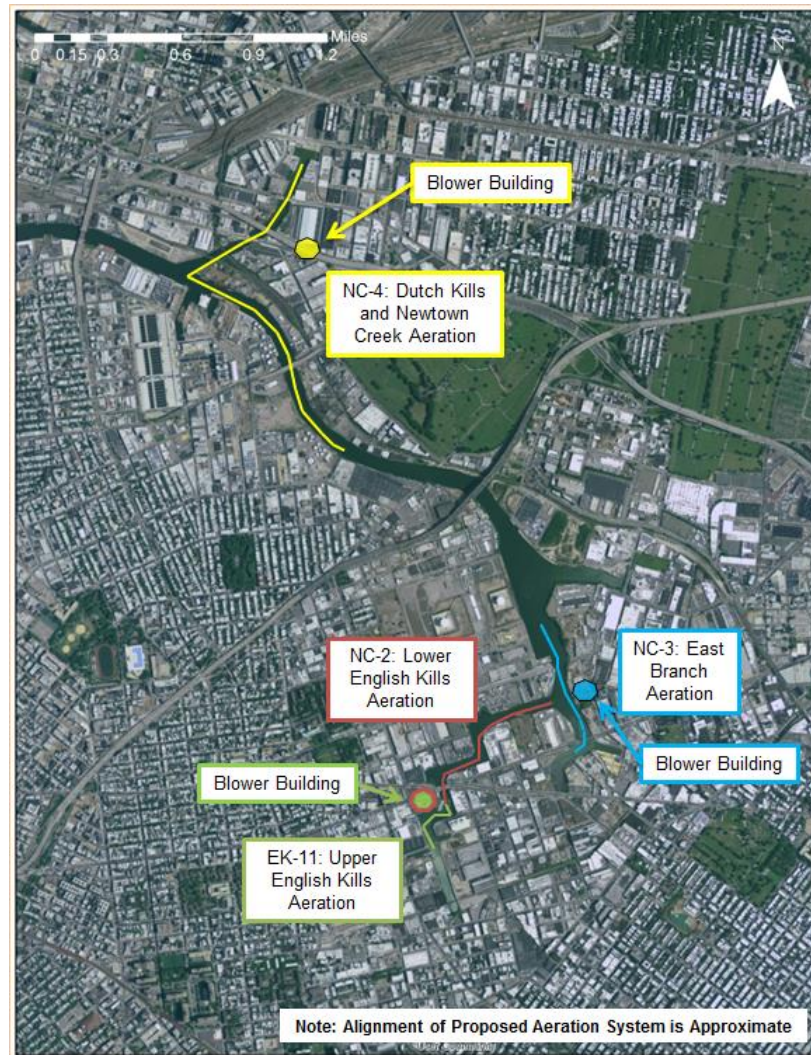 Miles
0 0.15 0.3 0.6 0.9 1.2
N
Blower Building
NC-4: Dutch Kills
and Newtown
Creek Aeration
NC-2: Lower
English Kills
Aeration
NC-3: East
Branch
Aeration
Blower Building
Blower Building
EK-11: Upper
English Kills
Aeration
Note: Alignment of Proposed Aeration System is Approximate